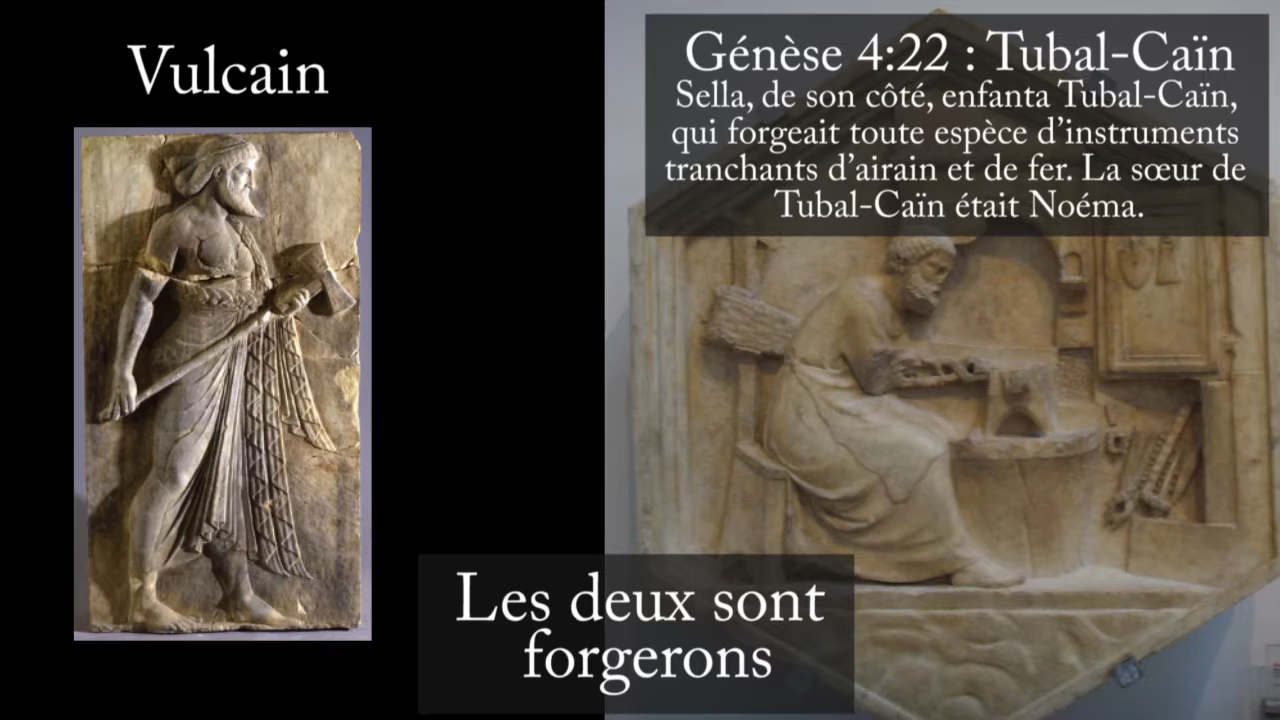 Vulcain
Génèse 4:22 : Tubal-Caïn
Sella, de son côté, enfanta Tubal-Caïn,
qui forgeait toute espèce d’instruments
tranchants d’airain et de fer. La sœur de
Tubal-Caïn était Noéma.
Les deux sont
forgerons